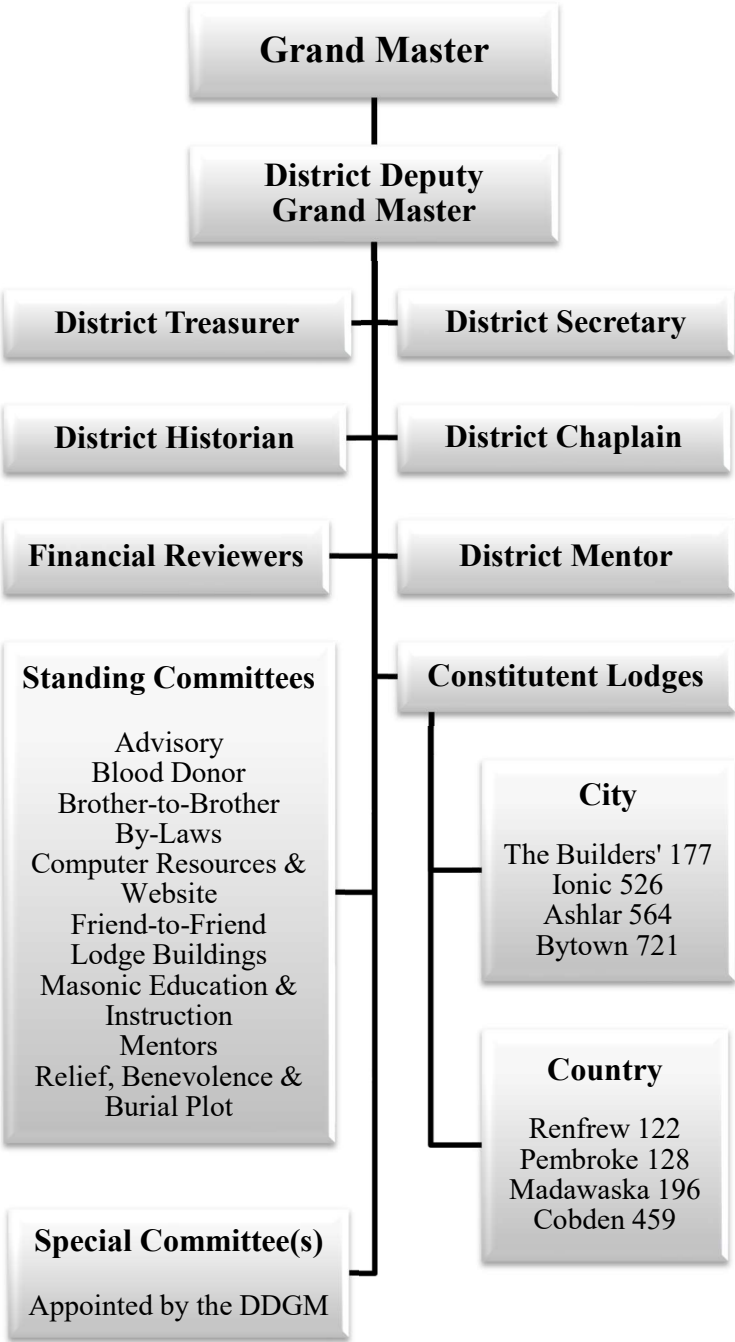 Grand Master
District Deputy
Grand Master
District Treasurer
District Secretary
District Historian
District Chaplain
Financial Reviewers
District Mentor
Standing Committees
Advisory
Blood Donor
Brother-to-Brother
By-Laws
Computer Resources &
Website
Friend-to-Friend
Lodge Buildings
Masonic Education &
Instruction
Mentors
Relief, Benevolence &
Burial Plot
Constitutent Lodges
City
The Builders' 177
Ionic 526
Ashlar 564
Bytown 721
Country
Renfrew 122
Pembroke 128
Madawaska 196
Cobden 459
Special Committee(s)
Appointed by the DDGM